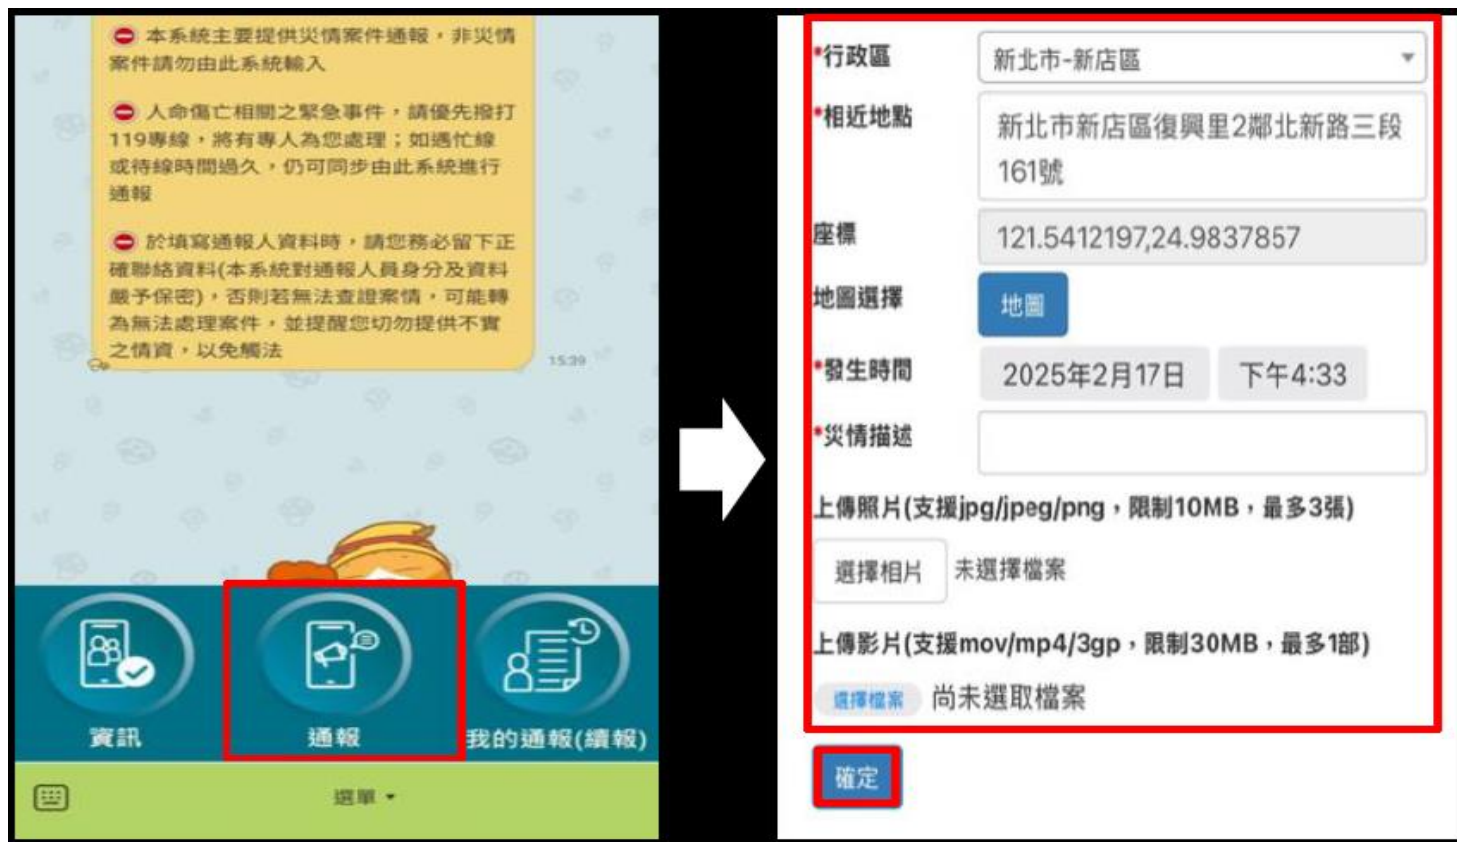 本系統主要提供災情案件通報，非災情
案件請勿由此系統輸入
人命傷亡相關之緊急事件，請優先撥打
119專線，將有專人為您處理；如遇忙線
或待線時間過久，仍可同步由此系統進行
通報
於填寫通報人資料時，請您務必留下正
確聯絡資料(本系統對通報人員身分及資料
嚴予保密)，否則若無法查證案情，可能轉
為無法處理案件，並提醒您切勿提供不實
之情資，以免觸法
15:39
資訊
通報
我的通報(續報)
選單
*行政區
新北市-新店區
*相近地點
新北市新店區復興里2鄰北新路三段
161號
座標
121.5412197,24.9837857
地圖選擇
地圖
*發生時間
2025年2月17日
下午4:33
*災情描述
上傳照片(支援jpg/jpeg/png，限制10MB，最多3張)
選擇相片
未選擇檔案
上傳影片(支援mov/mp4/3gp，限制30MB，最多1部)
選擇檔案
尚未選取檔案
確定